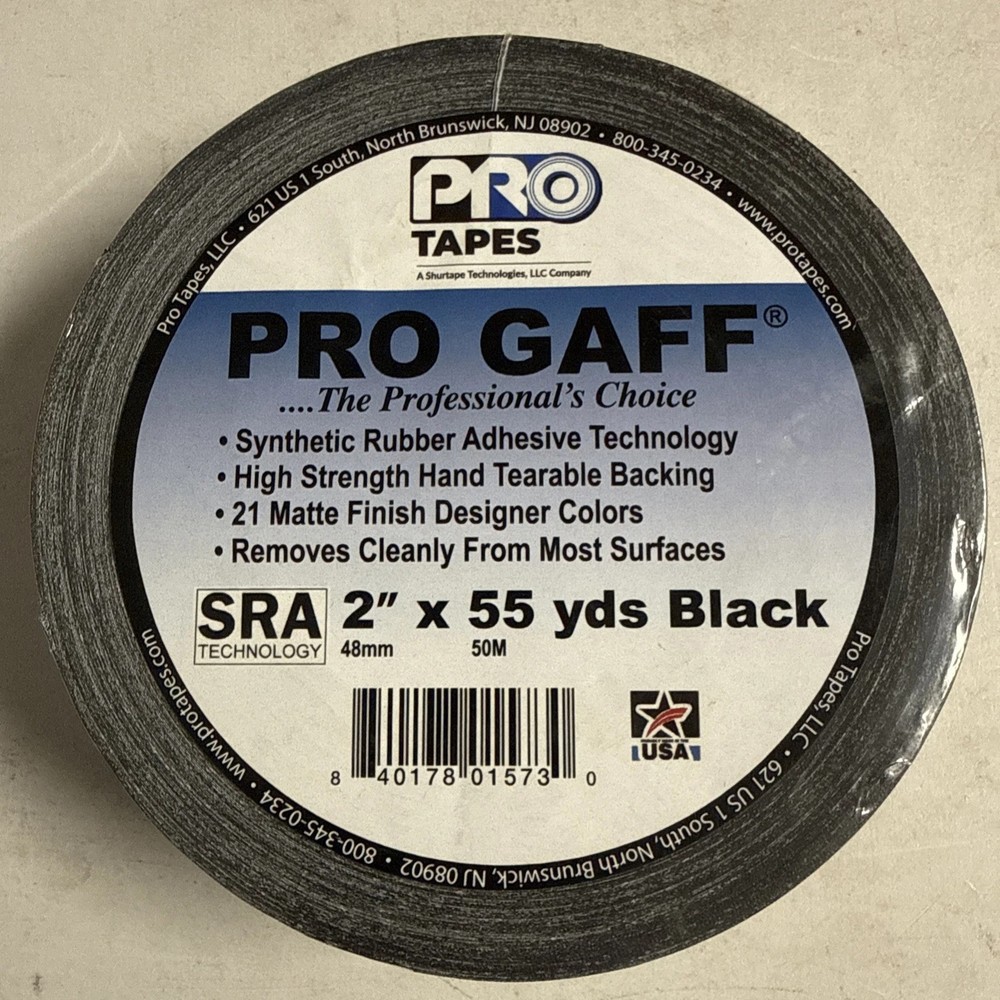 Pro Tapes, LLC • 621 US 1 South, North Brunswick, NJ 08902 • 800-345-0234 • www.protapes.com
PRO
TAPES
A Shurtape Technologies, LLC Company
PRO GAFF®
....The Professional's Choice
• Synthetic Rubber Adhesive Technology
• High Strength Hand Tearable Backing
• 21 Matte Finish Designer Colors
• Removes Cleanly From Most Surfaces
SRA
TECHNOLOGY
2" x 55 yds Black
48mm 50M
8 40178 01573 0
USA
Pro Tapes, LLC • 621 US 1 South, North Brunswick, NJ 08902 • 800-345-0234 • www.protapes.com